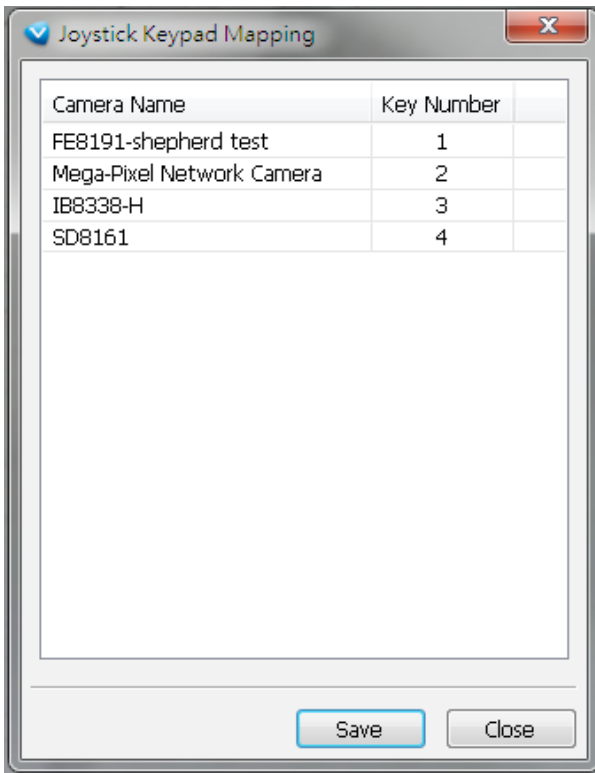 Joystick Keypad Mapping
Camera Name Key Number
FE8191-shepherd test 1
Mega-Pixel Network Camera 2
IB8338-H 3
SD8161 4
Save Close